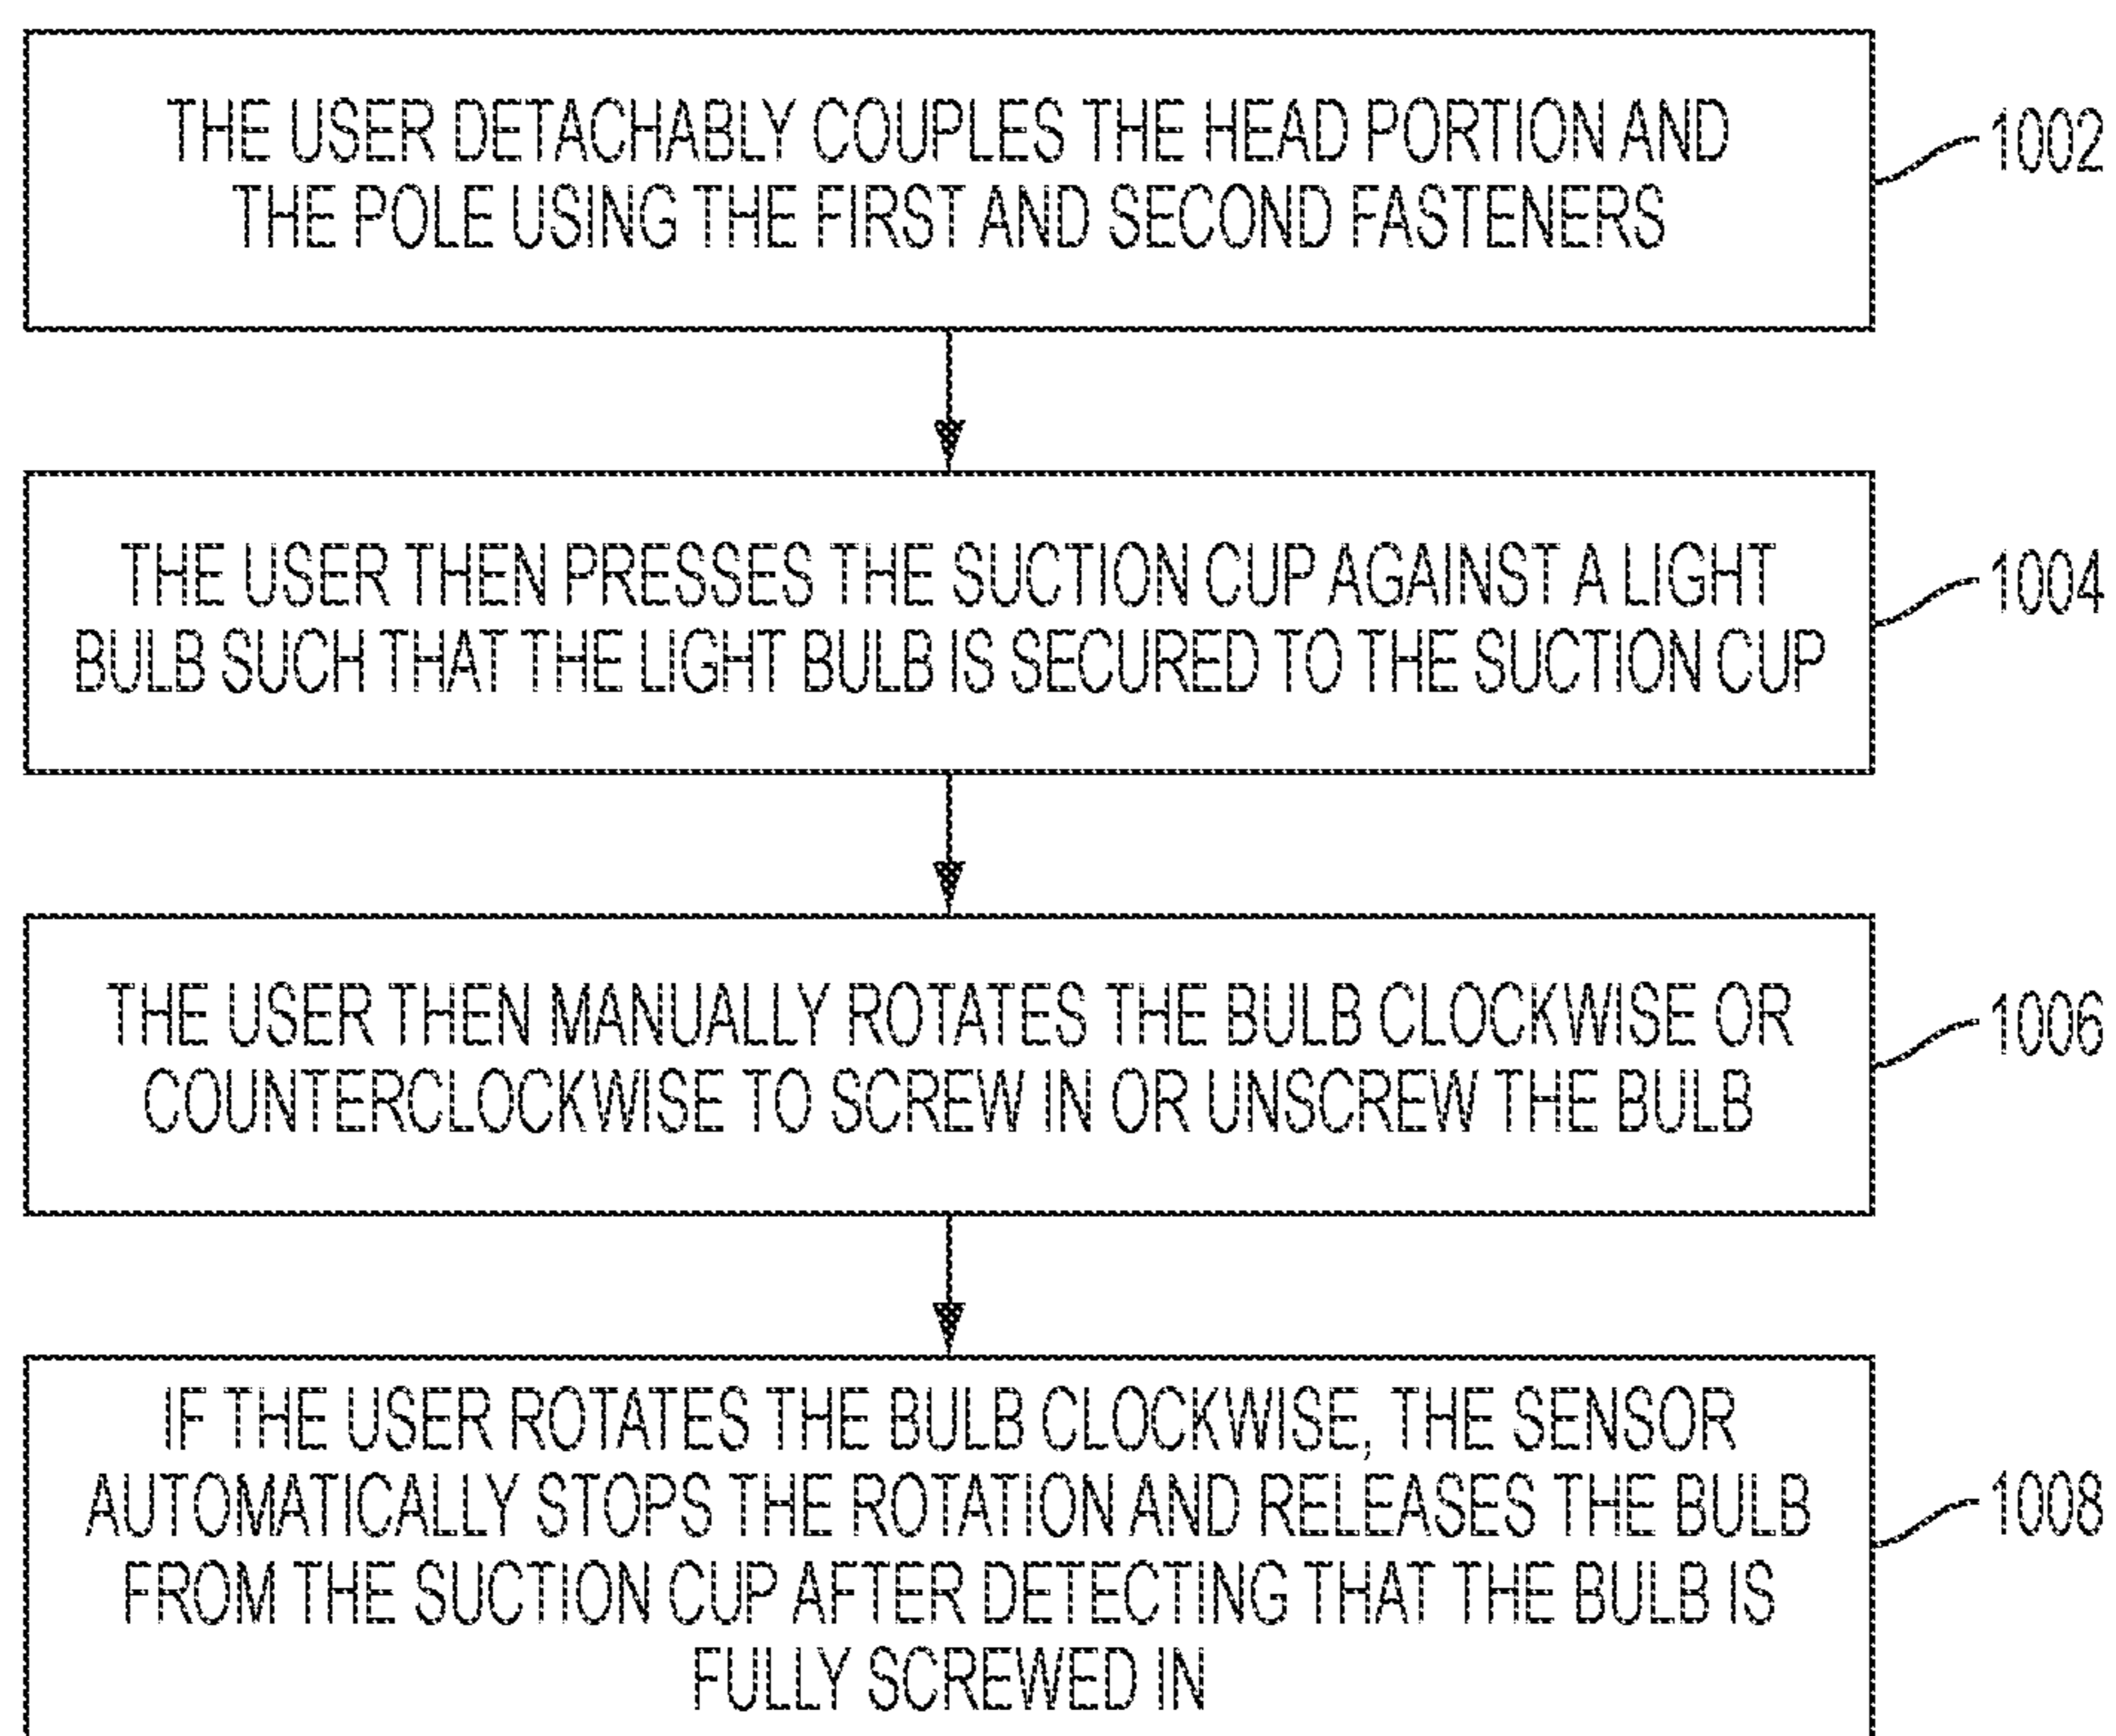 THE USER DETACHABLY COUPLES THE HEAD PORTION AND
THE POLE USING THE FIRST AND SECOND FASTENERS
1002
THE USER THEN PRESSES THE SUCTION CUP AGAINST A LIGHT
BULB SUCH THAT THE LIGHT BULB IS SECURED TO THE SUCTION CUP
1004
THE USER THEN MANUALLY ROTATES THE BULB CLOCKWISE OR
COUNTERCLOCKWISE TO SCREW IN OR UNSCREW THE BULB
1006
IF THE USER ROTATES THE BULB CLOCKWISE, THE SENSOR
AUTOMATICALLY STOPS THE ROTATION AND RELEASES THE BULB
FROM THE SUCTION CUP AFTER DETECTING THAT THE BULB IS
FULLY SCREWED IN
1008